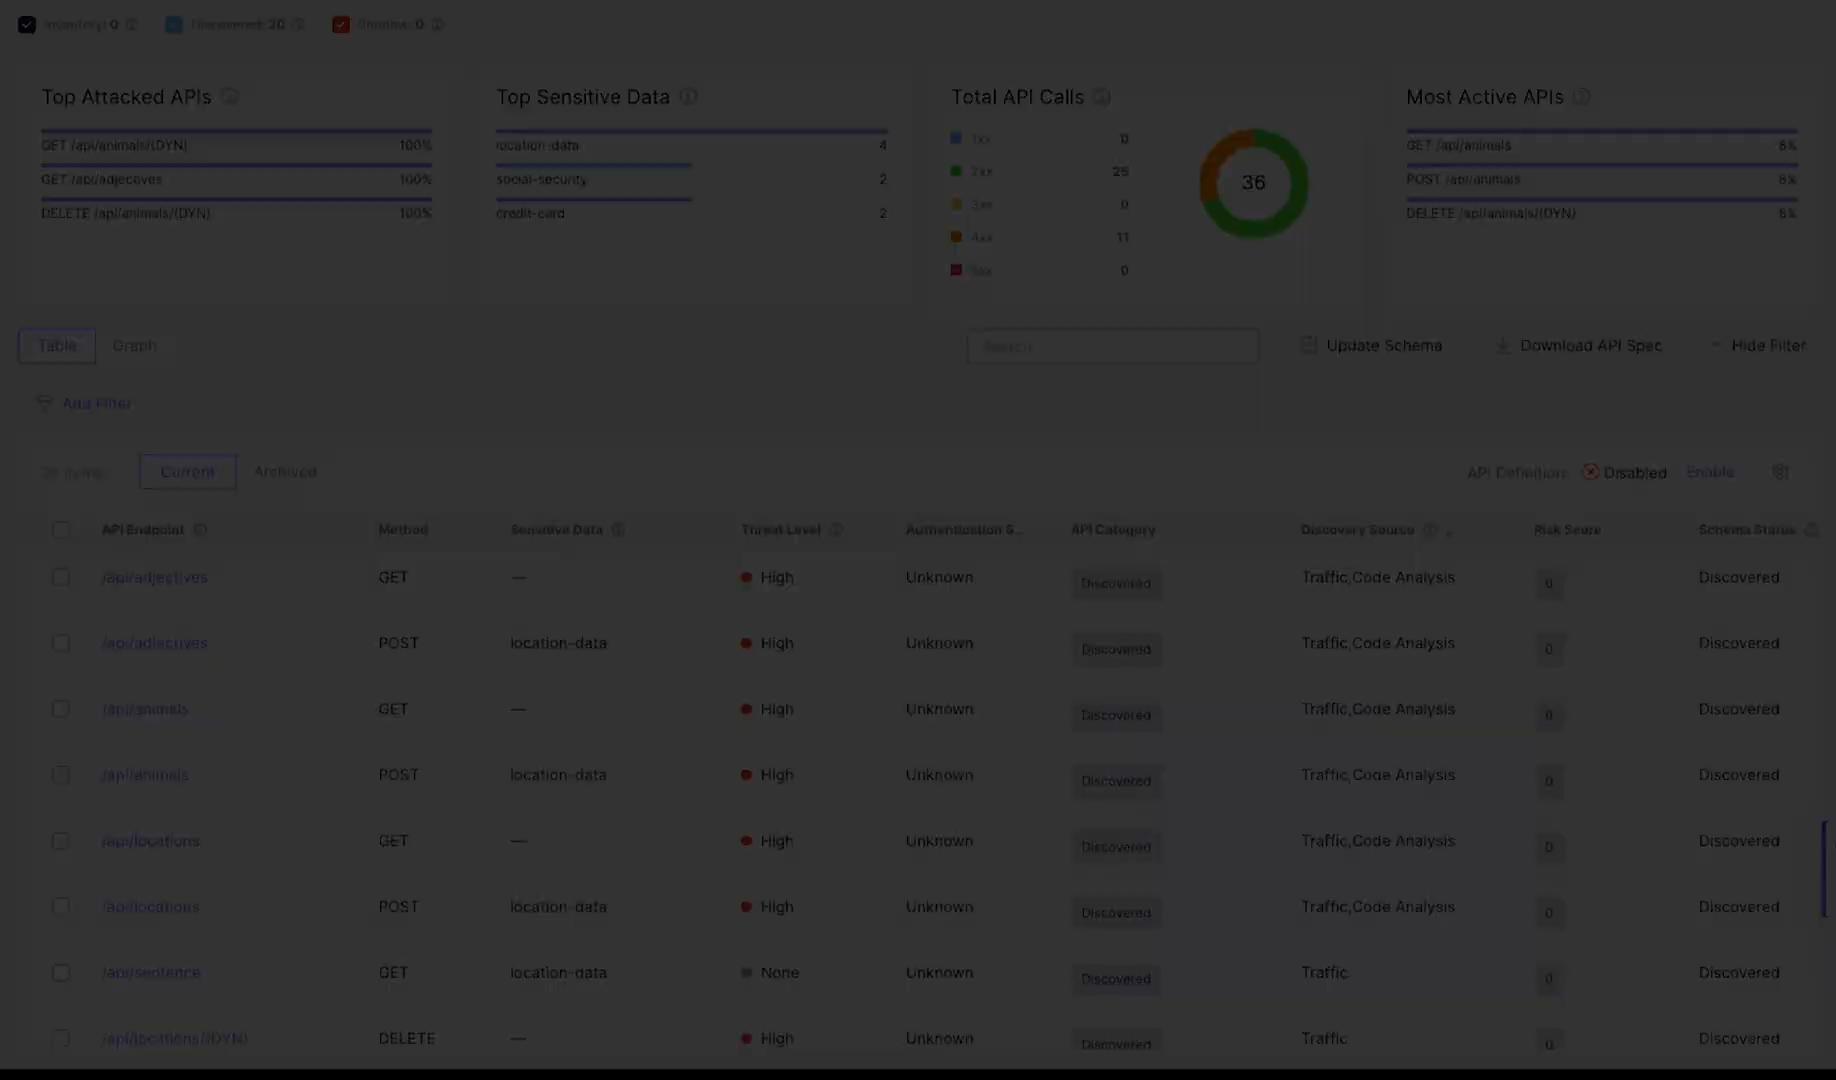 Inventory: 0
Discovered: 20
Shadow: 0
Top Attacked APIs
GET /api/animals/(DYN) 100%
GET /api/adjectives 100%
DELETE /api/animals/(DYN) 100%
Top Sensitive Data
location-data 4
social-security 2
credit-card 2
Total API Calls
1xx 0
2xx 25
3xx 0
4xx 11
5xx 0
36
Most Active APIs
GET /api/animals 8%
POST /api/animals 8%
DELETE /api/animals/(DYN) 8%
Table Graph
Search
Update Schema
Download API Spec
Hide Filter
Add Filter
items
Current Archived
API Definition: Disabled Enable
API Endpoint Method Sensitive Data Threat Level Authentication S... API Category Discovery Source Risk Score Schema Status
/api/adjectives GET — High Unknown Discovered Traffic,Code Analysis 0 Discovered
/api/adjectives POST location-data High Unknown Discovered Traffic,Code Analysis 0 Discovered
/api/animals GET — High Unknown Discovered Traffic,Code Analysis 0 Discovered
/api/animals POST location-data High Unknown Discovered Traffic,Code Analysis 0 Discovered
/api/locations GET — High Unknown Discovered Traffic,Code Analysis 0 Discovered
/api/locations POST location-data High Unknown Discovered Traffic,Code Analysis 0 Discovered
/api/sentence GET location-data None Unknown Discovered Traffic 0 Discovered
/api/locations/(DYN) DELETE — High Unknown Discovered Traffic 0 Discovered